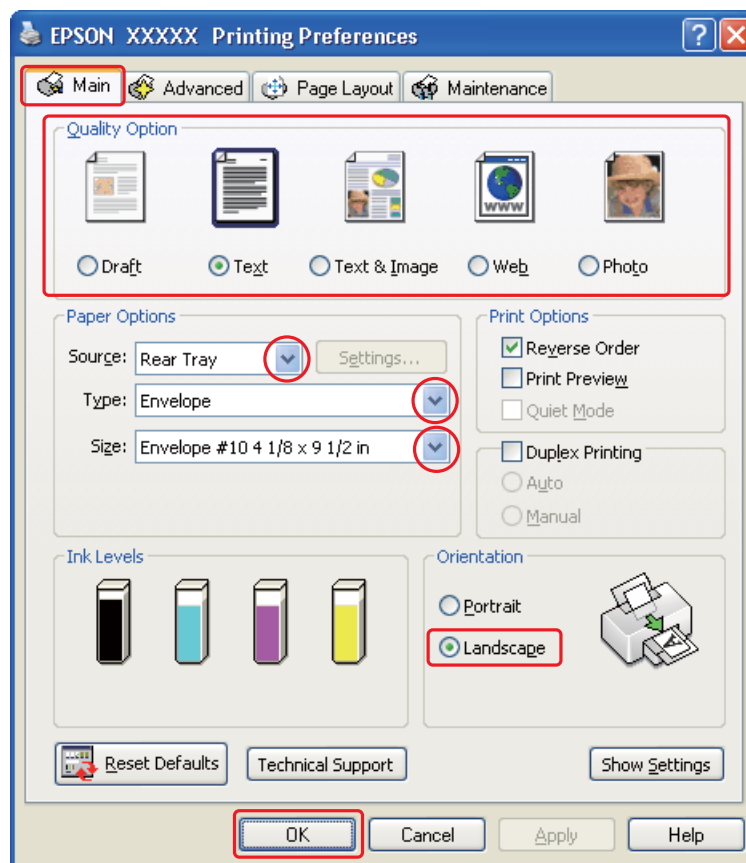 EPSON XXXXX Printing Preferences
Main Advanced Page Layout Maintenance
Quality Option
WWW
Draft Text Text & Image Web Photo
Paper Options
Source: Rear Tray Settings...
Type: Envelope
Size: Envelope #10 4 1/8 x 9 1/2 in
Print Options
Reverse Order
Print Preview
Quiet Mode
Duplex Printing
Auto
Manual
Ink Levels
Orientation
Portrait
Landscape
A
Reset Defaults Technical Support Show Settings
OK Cancel Apply Help